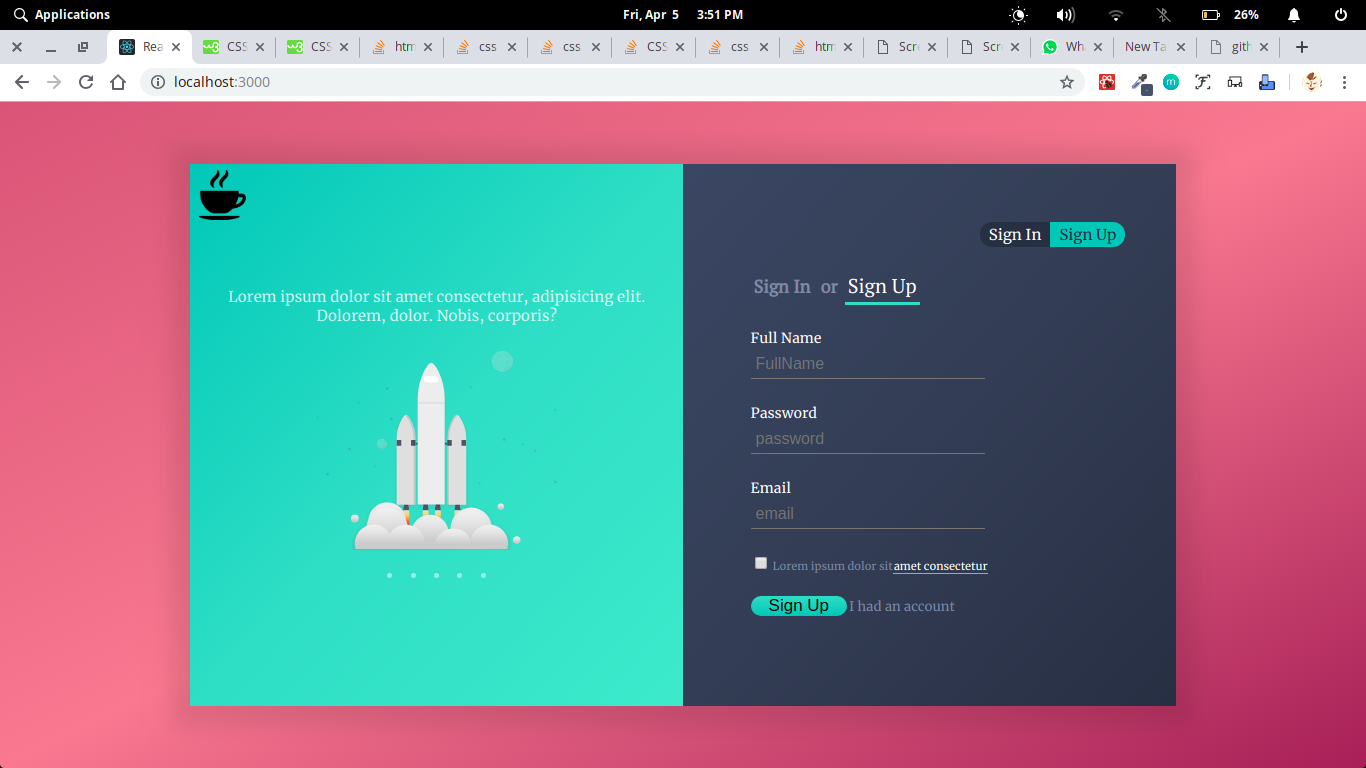 Applications
Fri, Apr 5 3:51 PM
26%
Rea
CSS
CSS
htm
css
css
CSS
css
htm
Scre
Scr
Wha
New Ta
gith
localhost:3000
m
Sign In Sign Up
Sign In or Sign Up
Lorem ipsum dolor sit amet consectetur, adipisicing elit.
Dolorem, dolor. Nobis, corporis?
Full Name
FullName
Password
password
Email
email
Lorem ipsum dolor sit amet consectetur
Sign Up I had an account